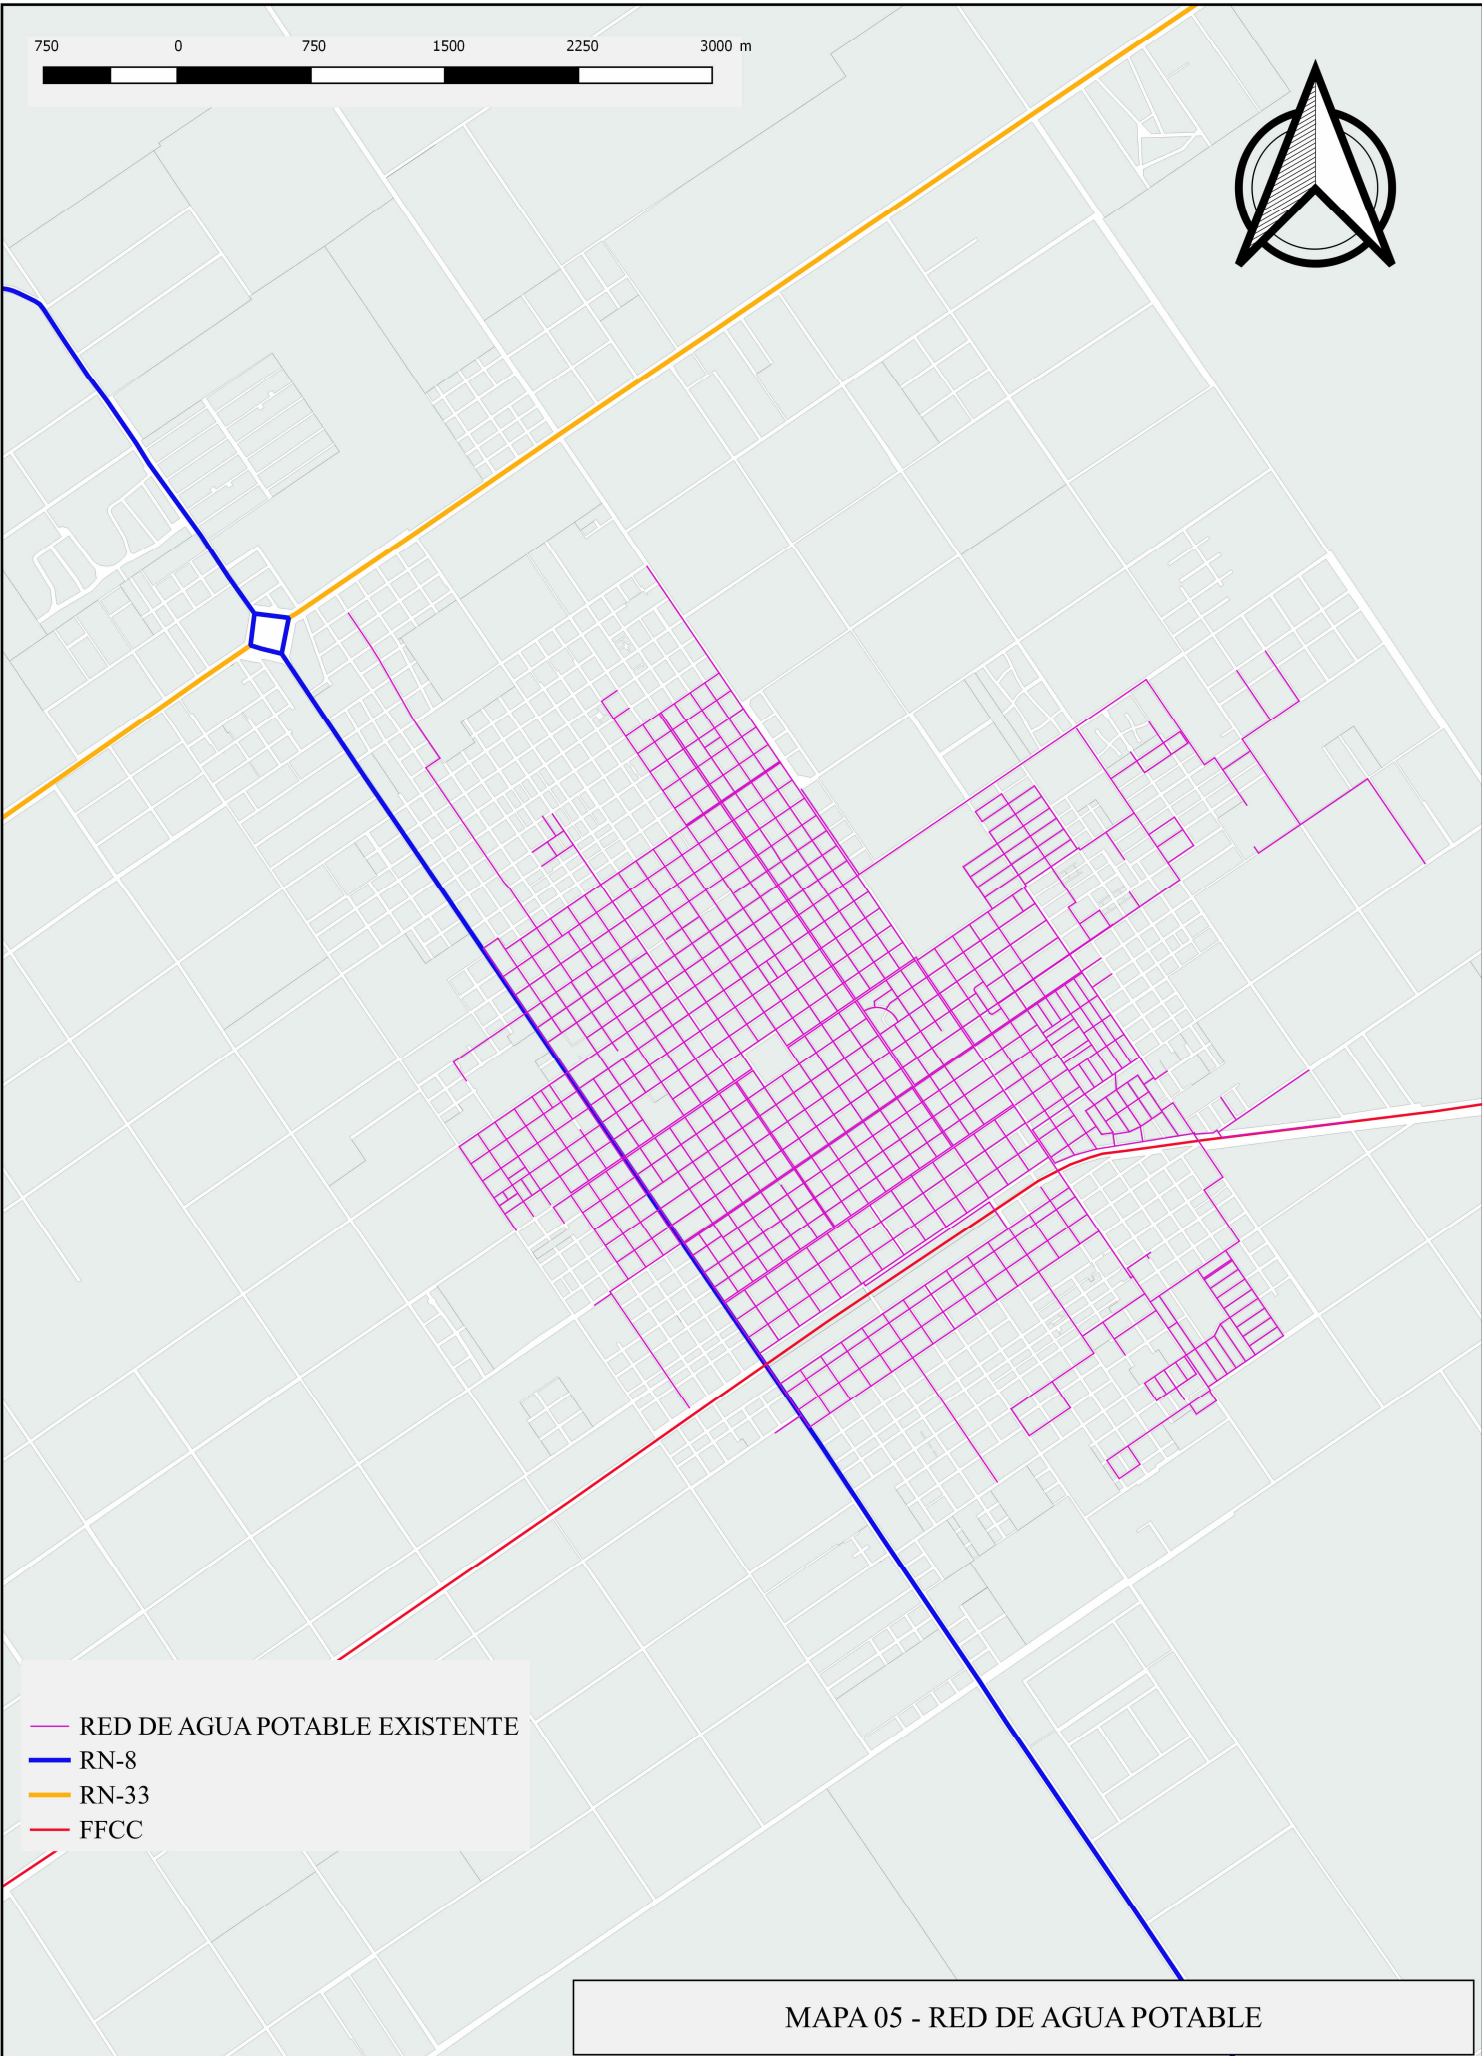 750 0 750 1500 2250 3000 m
RED DE AGUA POTABLE EXISTENTE
RN-8
RN-33
FFCC
MAPA 05 - RED DE AGUA POTABLE